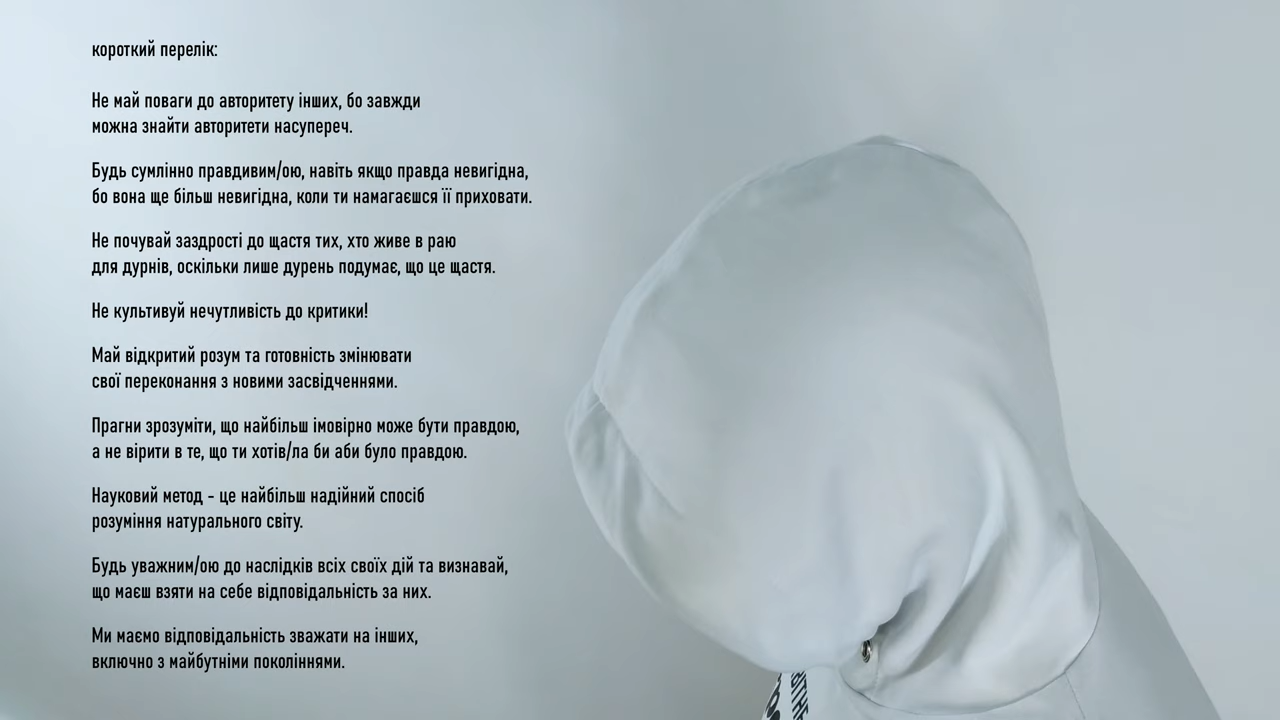 короткий перелік:
Не май поваги до авторитету інших, бо завжди
можна знайти авторитети насупереч.
Будь сумлінно правдивим/ою, навіть якщо правда невигідна,
бо вона ще більш невигідна, коли ти намагаєшся її приховати.
Не почувай заздрості до щастя тих, хто живе в раю
для дурнів, оскільки лише дурень подумає, що це щастя.
Не культивуй нечутливість до критики!
Май відкритий розум та готовність змінювати
свої переконання з новими засвідченнями.
Прагни зрозуміти, що найбільш імовірно може бути правдою,
а не вірити в те, що ти хотів/ла би аби було правдою.
Науковий метод - це найбільш надійний спосіб
розуміння натурального світу.
Будь уважним/ою до наслідків всіх своїх дій та визнавай,
що маєш взяти на себе відповідальність за них.
Ми маємо відповідальність зважати на інших,
включно з майбутніми поколіннями.